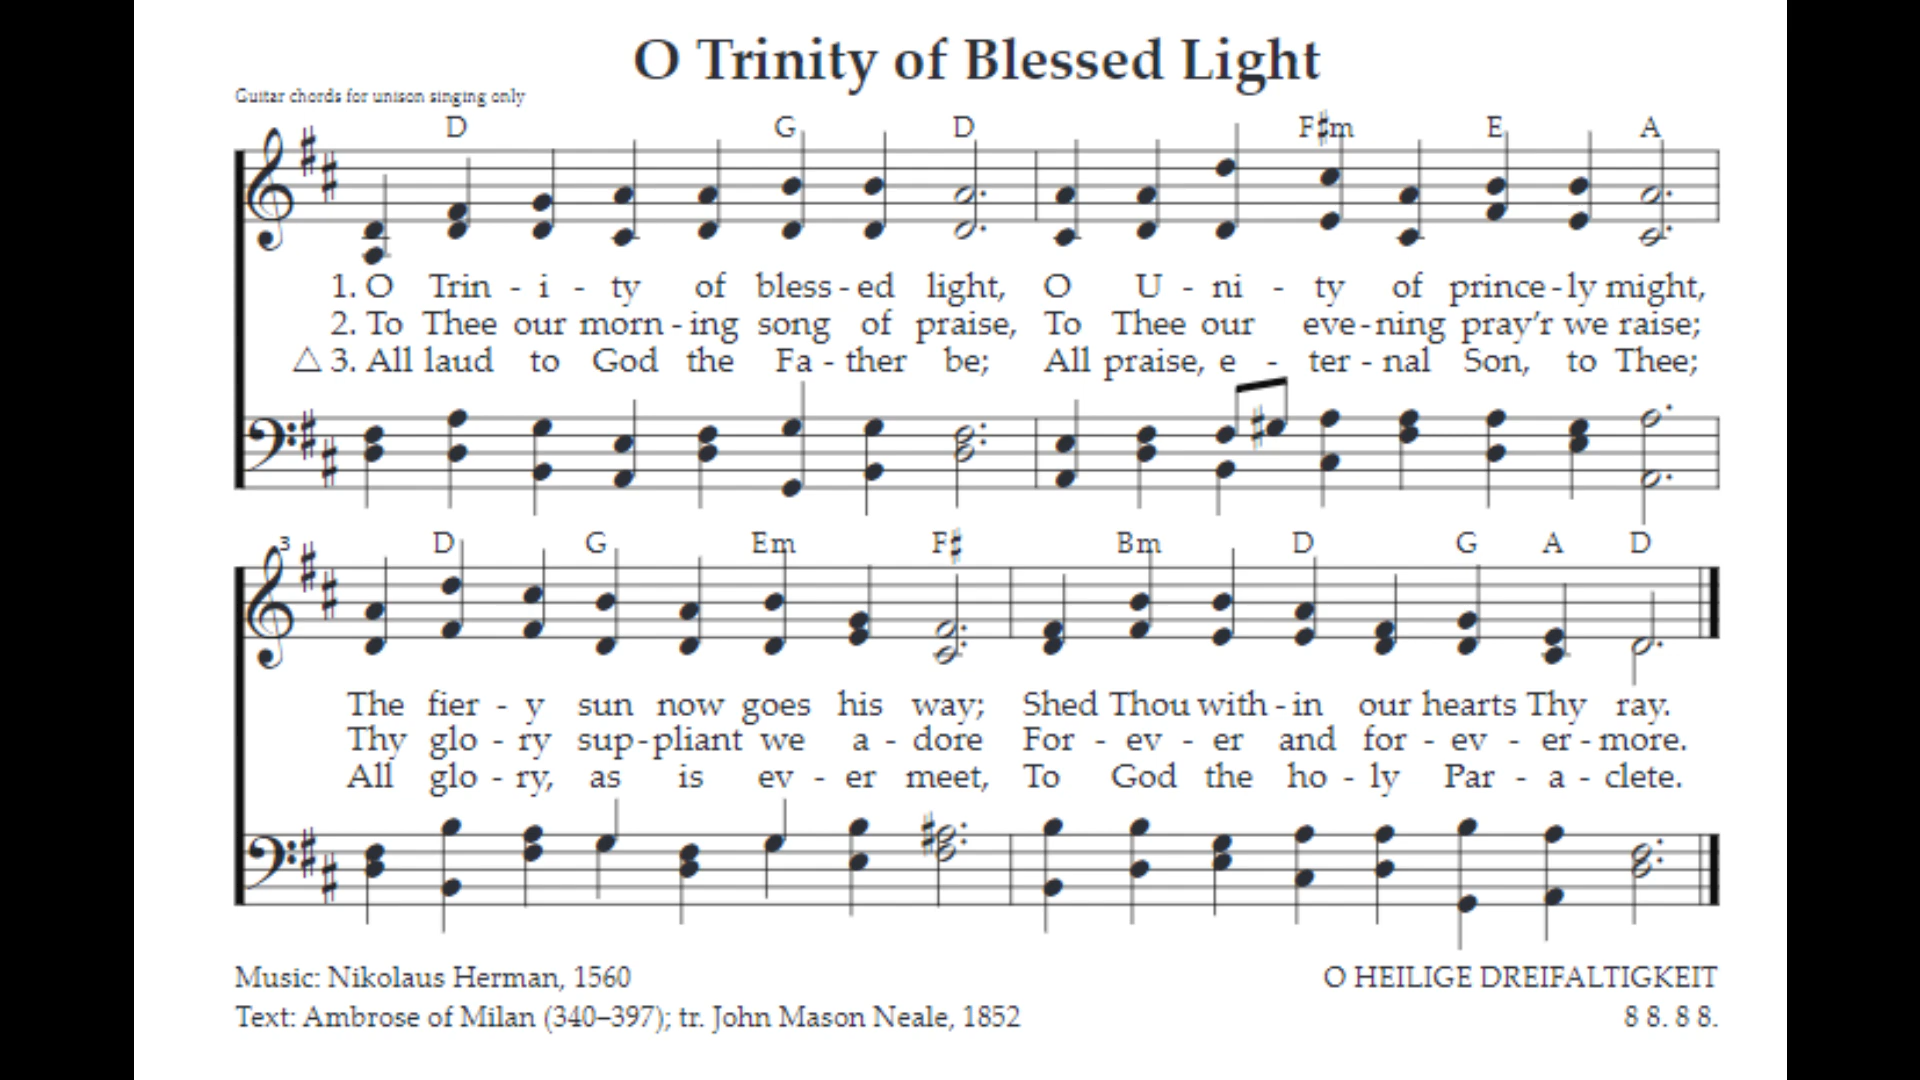 O Trinity of Blessed Light
Guitar chords for unison singing only
D G D F♯m E A
1. O Trin - i - ty of bless - ed light, O U - ni - ty of prince - ly might,
2. To Thee our morn - ing song of praise, To Thee our eve - ning pray’r we raise;
△ 3. All laud to God the Fa - ther be; All praise, e - ter - nal Son, to Thee;
3 D G Em F♯ Bm D G A D
The fier - y sun now goes his way; Shed Thou with - in our hearts Thy ray.
Thy glo - ry sup - pliant we a - dore For - ev - er and for - ev - er - more.
All glo - ry, as is ev - er meet, To God the ho - ly Par - a - clete.
Music: Nikolaus Herman, 1560 O HEILIGE DREIFALTIGKEIT
Text: Ambrose of Milan (340–397); tr. John Mason Neale, 1852 8 8. 8 8.